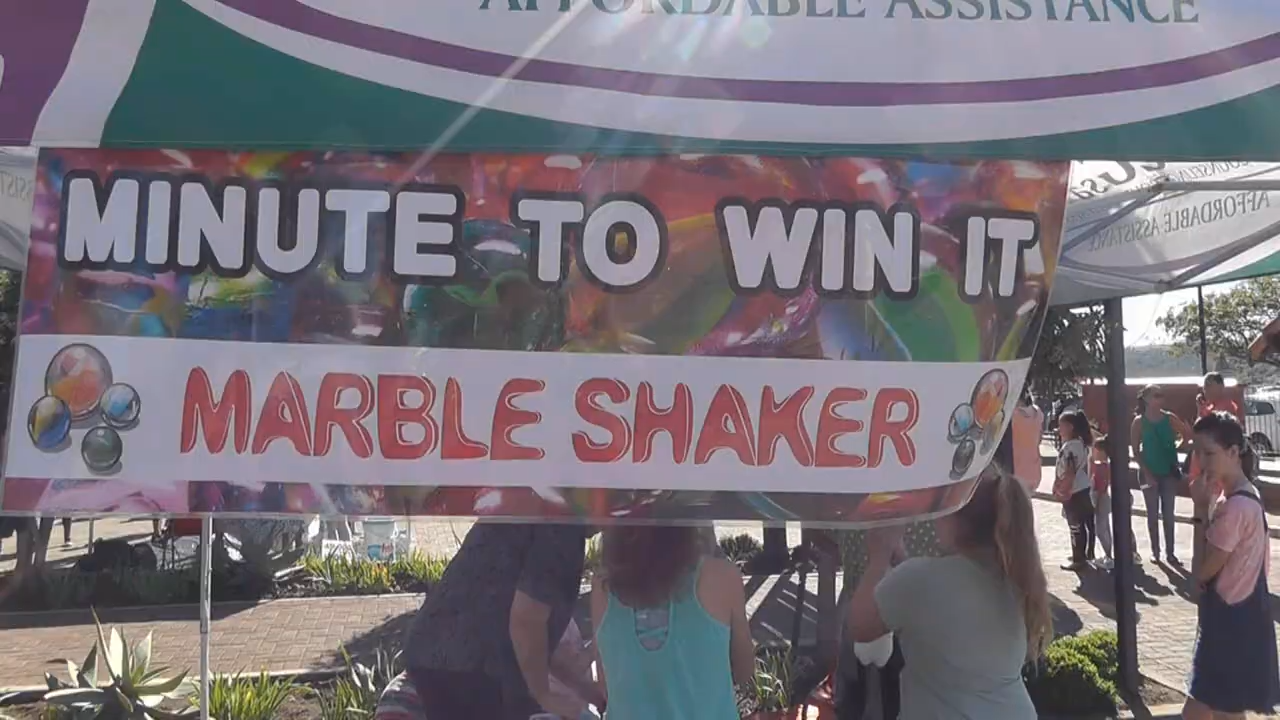 AFFORDABLE ASSISTANCE
MINUTE TO WIN IT
MARBLE SHAKER
AFFORDABLE ASSISTANCE